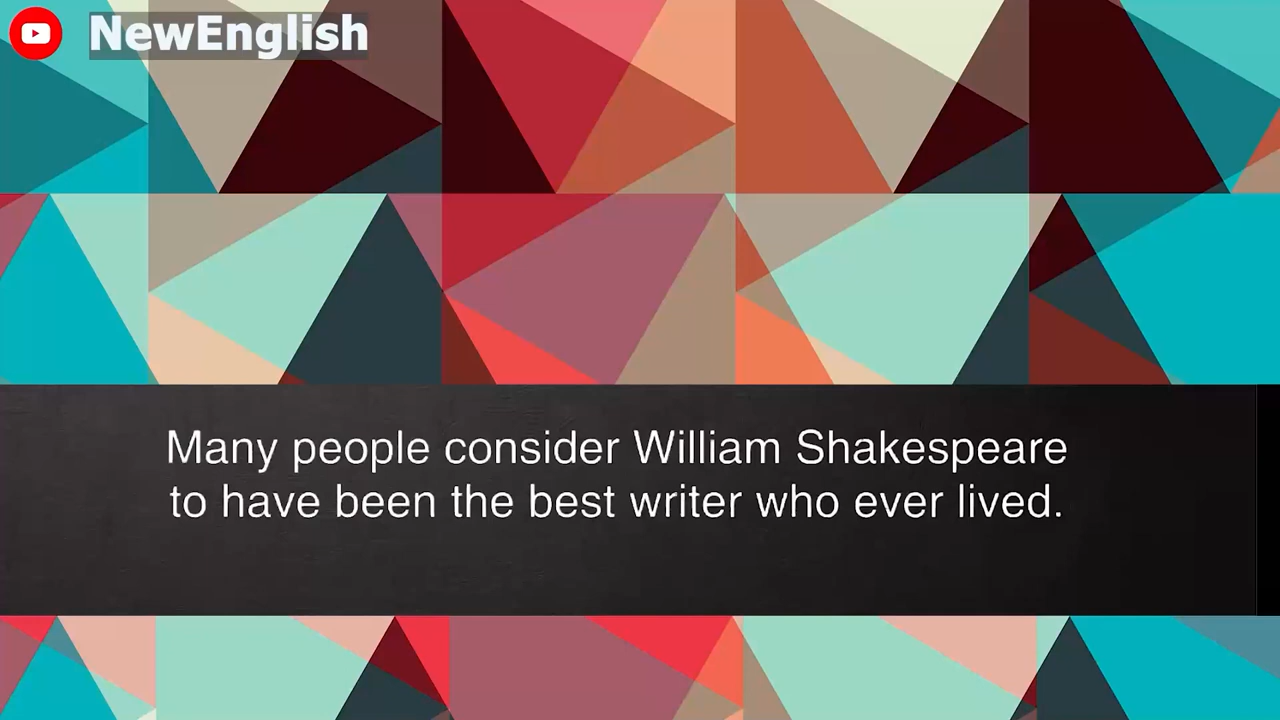 NewEnglish
Many people consider William Shakespeare
to have been the best writer who ever lived.